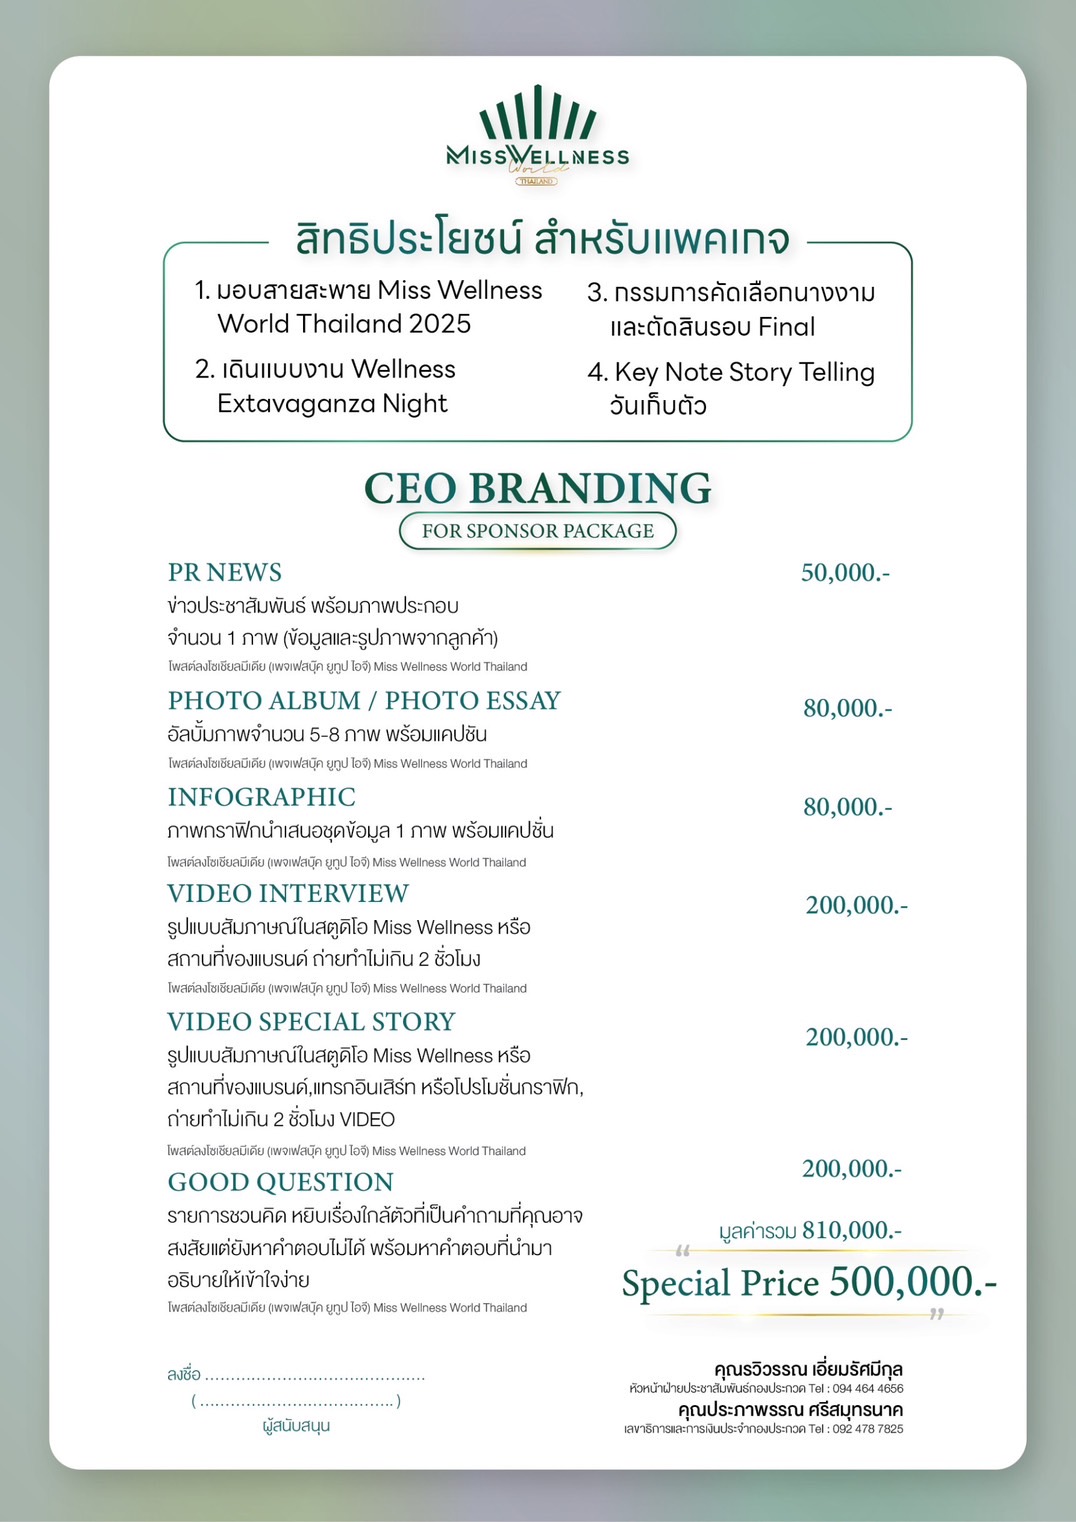 MISSWELLNESS
World
THAILAND
สิทธิประโยชน์ สำหรับแพคเกจ
1. มอบสายสะพาย Miss Wellness
World Thailand 2025
2. เดินแบบงาน Wellness
Extavaganza Night
3. กรรมการคัดเลือกนางงาม
และตัดสินรอบ Final
4. Key Note Story Telling
วันเก็บตัว
CEO BRANDING
FOR SPONSOR PACKAGE
PR NEWS 50,000.-
ข่าวประชาสัมพันธ์ พร้อมภาพประกอบ
จำนวน 1 ภาพ (ข้อมูลและรูปภาพจากลูกค้า)
โพสต์ลงโซเชียลมีเดีย (เพจเฟสบุ๊ค ยูทูป ไอจี) Miss Wellness World Thailand
PHOTO ALBUM / PHOTO ESSAY 80,000.-
อัลบั้มภาพจำนวน 5-8 ภาพ พร้อมแคปชัน
โพสต์ลงโซเชียลมีเดีย (เพจเฟสบุ๊ค ยูทูป ไอจี) Miss Wellness World Thailand
INFOGRAPHIC 80,000.-
ภาพกราฟิกนำเสนอชุดข้อมูล 1 ภาพ พร้อมแคปชั่น
โพสต์ลงโซเชียลมีเดีย (เพจเฟสบุ๊ค ยูทูป ไอจี) Miss Wellness World Thailand
VIDEO INTERVIEW 200,000.-
รูปแบบสัมภาษณ์ในสตูดิโอ Miss Wellness หรือ
สถานที่ของแบรนด์ ถ่ายทำไม่เกิน 2 ชั่วโมง
โพสต์ลงโซเชียลมีเดีย (เพจเฟสบุ๊ค ยูทูป ไอจี) Miss Wellness World Thailand
VIDEO SPECIAL STORY 200,000.-
รูปแบบสัมภาษณ์ในสตูดิโอ Miss Wellness หรือ
สถานที่ของแบรนด์,แทรกอินเสิร์ท หรือโปรโมชั่นกราฟิก,
ถ่ายทำไม่เกิน 2 ชั่วโมง VIDEO
โพสต์ลงโซเชียลมีเดีย (เพจเฟสบุ๊ค ยูทูป ไอจี) Miss Wellness World Thailand
GOOD QUESTION 200,000.-
รายการชวนคิด หยิบเรื่องใกล้ตัวที่เป็นคำถามที่คุณอาจ
สงสัยแต่ยังหาคำตอบไม่ได้ พร้อมหาคำตอบที่นำมา
อธิบายให้เข้าใจง่าย
โพสต์ลงโซเชียลมีเดีย (เพจเฟสบุ๊ค ยูทูป ไอจี) Miss Wellness World Thailand
มูลค่ารวม 810,000.-
“ Special Price 500,000.- ”
ลงชื่อ ..........................................
( .................................... )
ผู้สนับสนุน
คุณรวิวรรณ เอี่ยมรัศมีกุล
หัวหน้าฝ่ายประชาสัมพันธ์กองประกวด Tel : 094 464 4656
คุณประภาพรรณ ศรีสมุทรนาค
เลขาธิการและการเงินประจำกองประกวด Tel : 092 478 7825